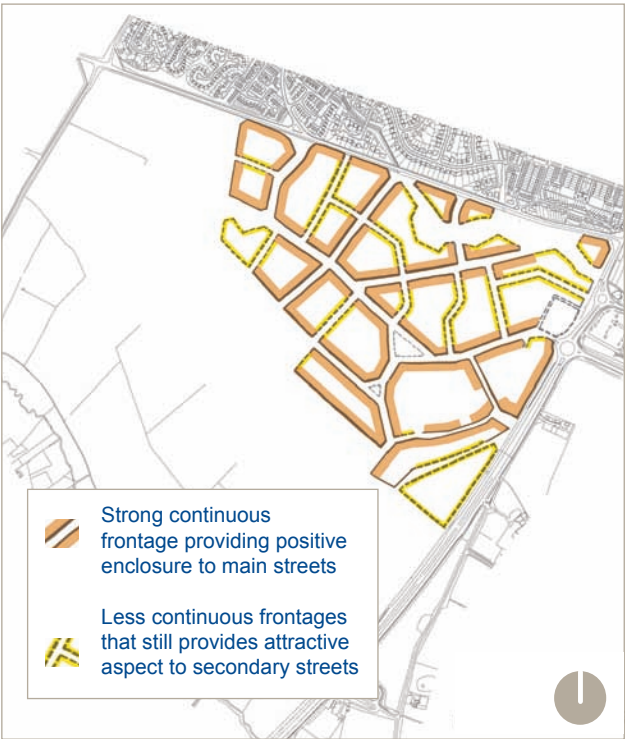 Strong continuous
frontage providing positive
enclosure to main streets
Less continuous frontages
that still provides attractive
aspect to secondary streets